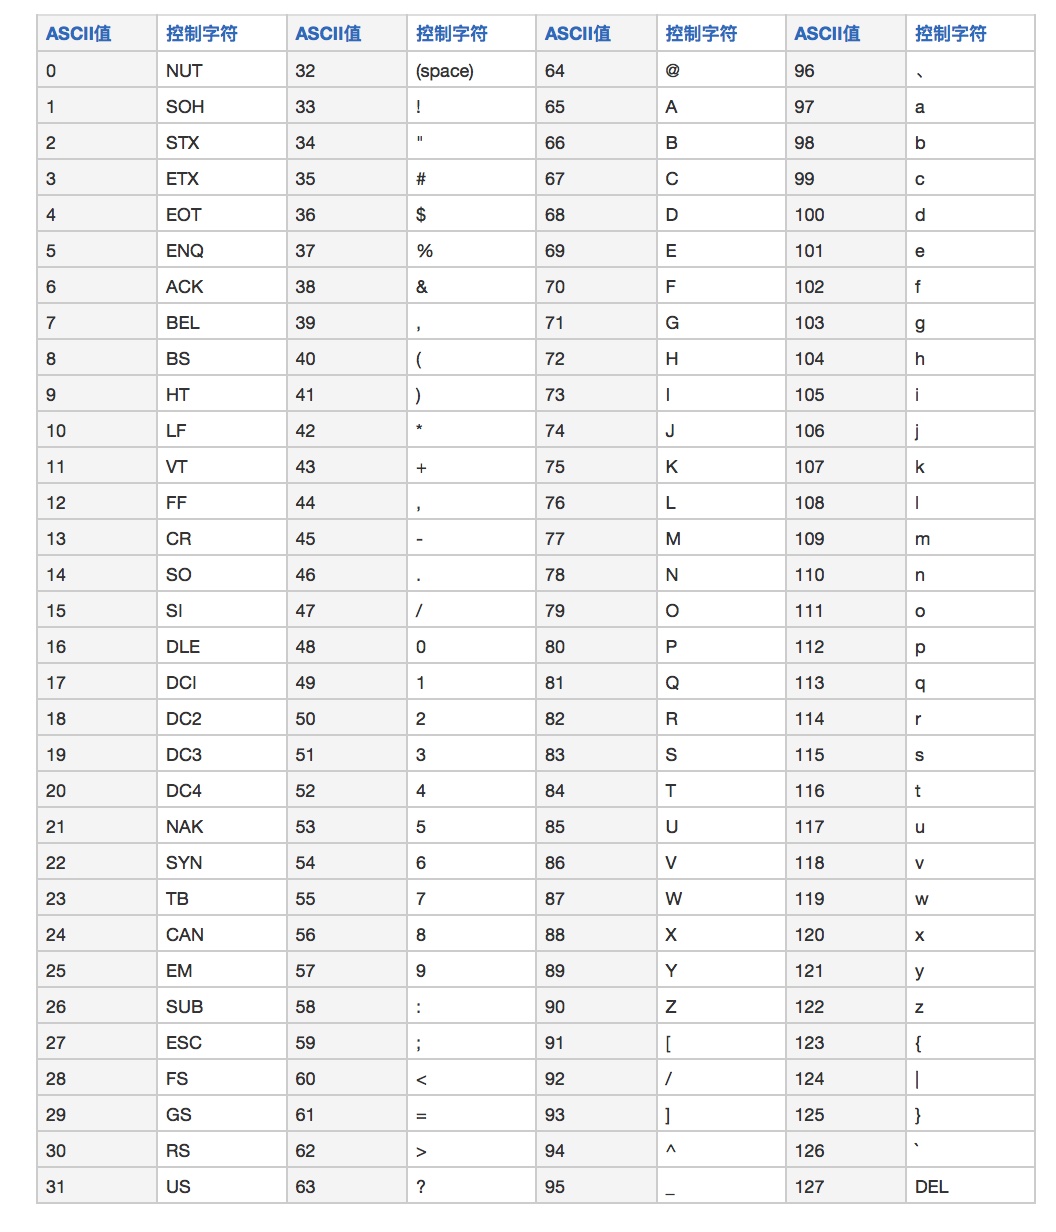 ASCII值 控制字符 ASCII值 控制字符 ASCII值 控制字符 ASCII值 控制字符
0 NUT 32 (space) 64 @ 96 、
1 SOH 33 ! 65 A 97 a
2 STX 34 " 66 B 98 b
3 ETX 35 # 67 C 99 c
4 EOT 36 $ 68 D 100 d
5 ENQ 37 % 69 E 101 e
6 ACK 38 & 70 F 102 f
7 BEL 39 , 71 G 103 g
8 BS 40 ( 72 H 104 h
9 HT 41 ) 73 I 105 i
10 LF 42 * 74 J 106 j
11 VT 43 + 75 K 107 k
12 FF 44 , 76 L 108 l
13 CR 45 - 77 M 109 m
14 SO 46 . 78 N 110 n
15 SI 47 / 79 O 111 o
16 DLE 48 0 80 P 112 p
17 DCI 49 1 81 Q 113 q
18 DC2 50 2 82 R 114 r
19 DC3 51 3 83 S 115 s
20 DC4 52 4 84 T 116 t
21 NAK 53 5 85 U 117 u
22 SYN 54 6 86 V 118 v
23 TB 55 7 87 W 119 w
24 CAN 56 8 88 X 120 x
25 EM 57 9 89 Y 121 y
26 SUB 58 : 90 Z 122 z
27 ESC 59 ; 91 [ 123 {
28 FS 60 < 92 / 124 |
29 GS 61 = 93 ] 125 }
30 RS 62 > 94 ^ 126 `
31 US 63 ? 95 _ 127 DEL